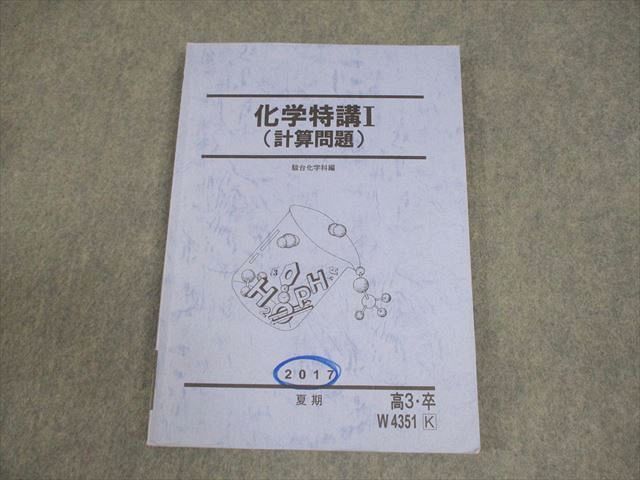 化学特講I
（計算問題）
駿台化学科編
2017
夏期
高3・卒
W4351 K